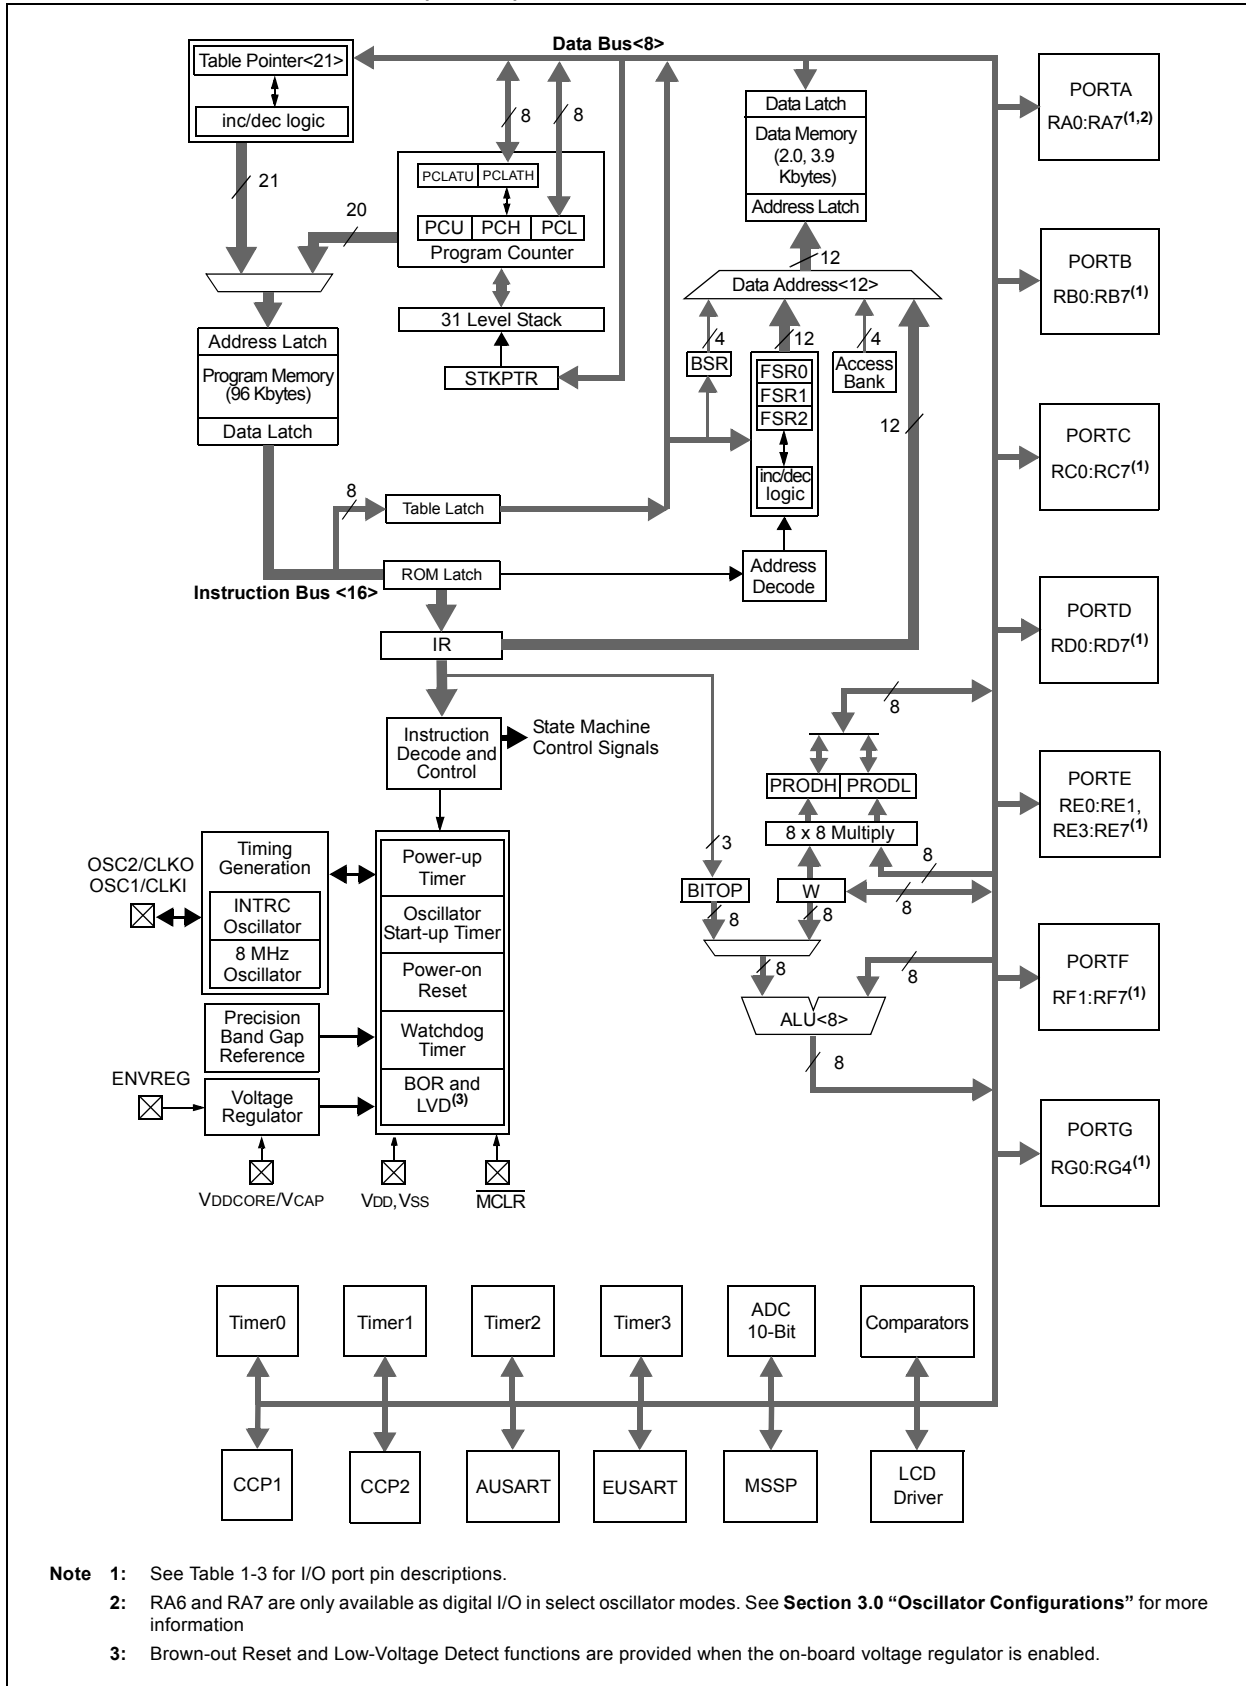 Data Bus<8>
Table Pointer<21>
inc/dec logic
21
8
8
PCLATU PCLATH
PCU PCH PCL
Program Counter
20
31 Level Stack
STKPTR
Address Latch
Program Memory
(96 Kbytes)
Data Latch
8
Table Latch
ROM Latch
Instruction Bus <16>
IR
Data Latch
Data Memory
(2.0, 3.9
Kbytes)
Address Latch
12
Data Address<12>
4
12
4
BSR
FSR0
FSR1
FSR2
inc/dec
logic
Access
Bank
12
Address
Decode
Instruction
Decode and
Control
State Machine
Control Signals
8
PRODH PRODL
8 x 8 Multiply
3
8
BITOP
W
8
8
8
8
8
ALU<8>
8
OSC2/CLKO
OSC1/CLKI
Timing
Generation
INTRC
Oscillator
8 MHz
Oscillator
Precision
Band Gap
Reference
ENVREG
Voltage
Regulator
Power-up
Timer
Oscillator
Start-up Timer
Power-on
Reset
Watchdog
Timer
BOR and
LVD(3)
VDDCORE/VCAP
VDD, VSS
MCLR
PORTA
RA0:RA7(1,2)
PORTB
RB0:RB7(1)
PORTC
RC0:RC7(1)
PORTD
RD0:RD7(1)
PORTE
RE0:RE1,
RE3:RE7(1)
PORTF
RF1:RF7(1)
PORTG
RG0:RG4(1)
Timer0
Timer1
Timer2
Timer3
ADC
10-Bit
Comparators
CCP1
CCP2
AUSART
EUSART
MSSP
LCD
Driver
Note 1: See Table 1-3 for I/O port pin descriptions.
2: RA6 and RA7 are only available as digital I/O in select oscillator modes. See Section 3.0 “Oscillator Configurations” for more
information
3: Brown-out Reset and Low-Voltage Detect functions are provided when the on-board voltage regulator is enabled.